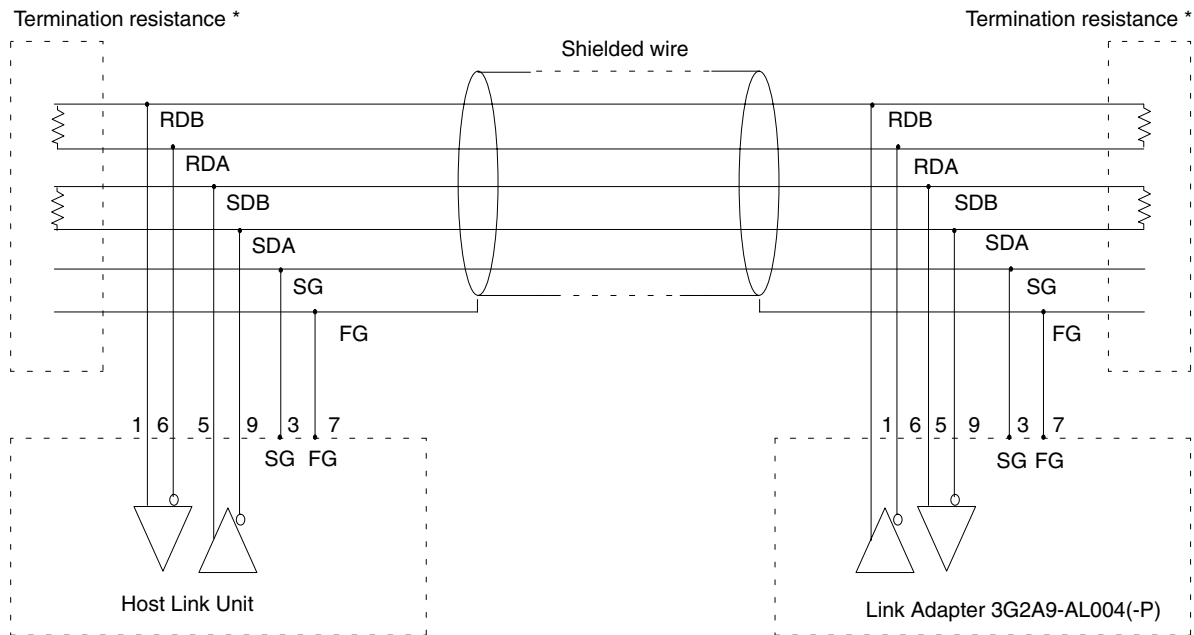 Termination resistance * Termination resistance *
Shielded wire
RDB RDB
RDA RDA
SDB SDB
SDA SDA
SG SG
FG FG
1 6 5 9 3 7 1 6 5 9 3 7
SG FG SG FG
Host Link Unit Link Adapter 3G2A9-AL004(-P)